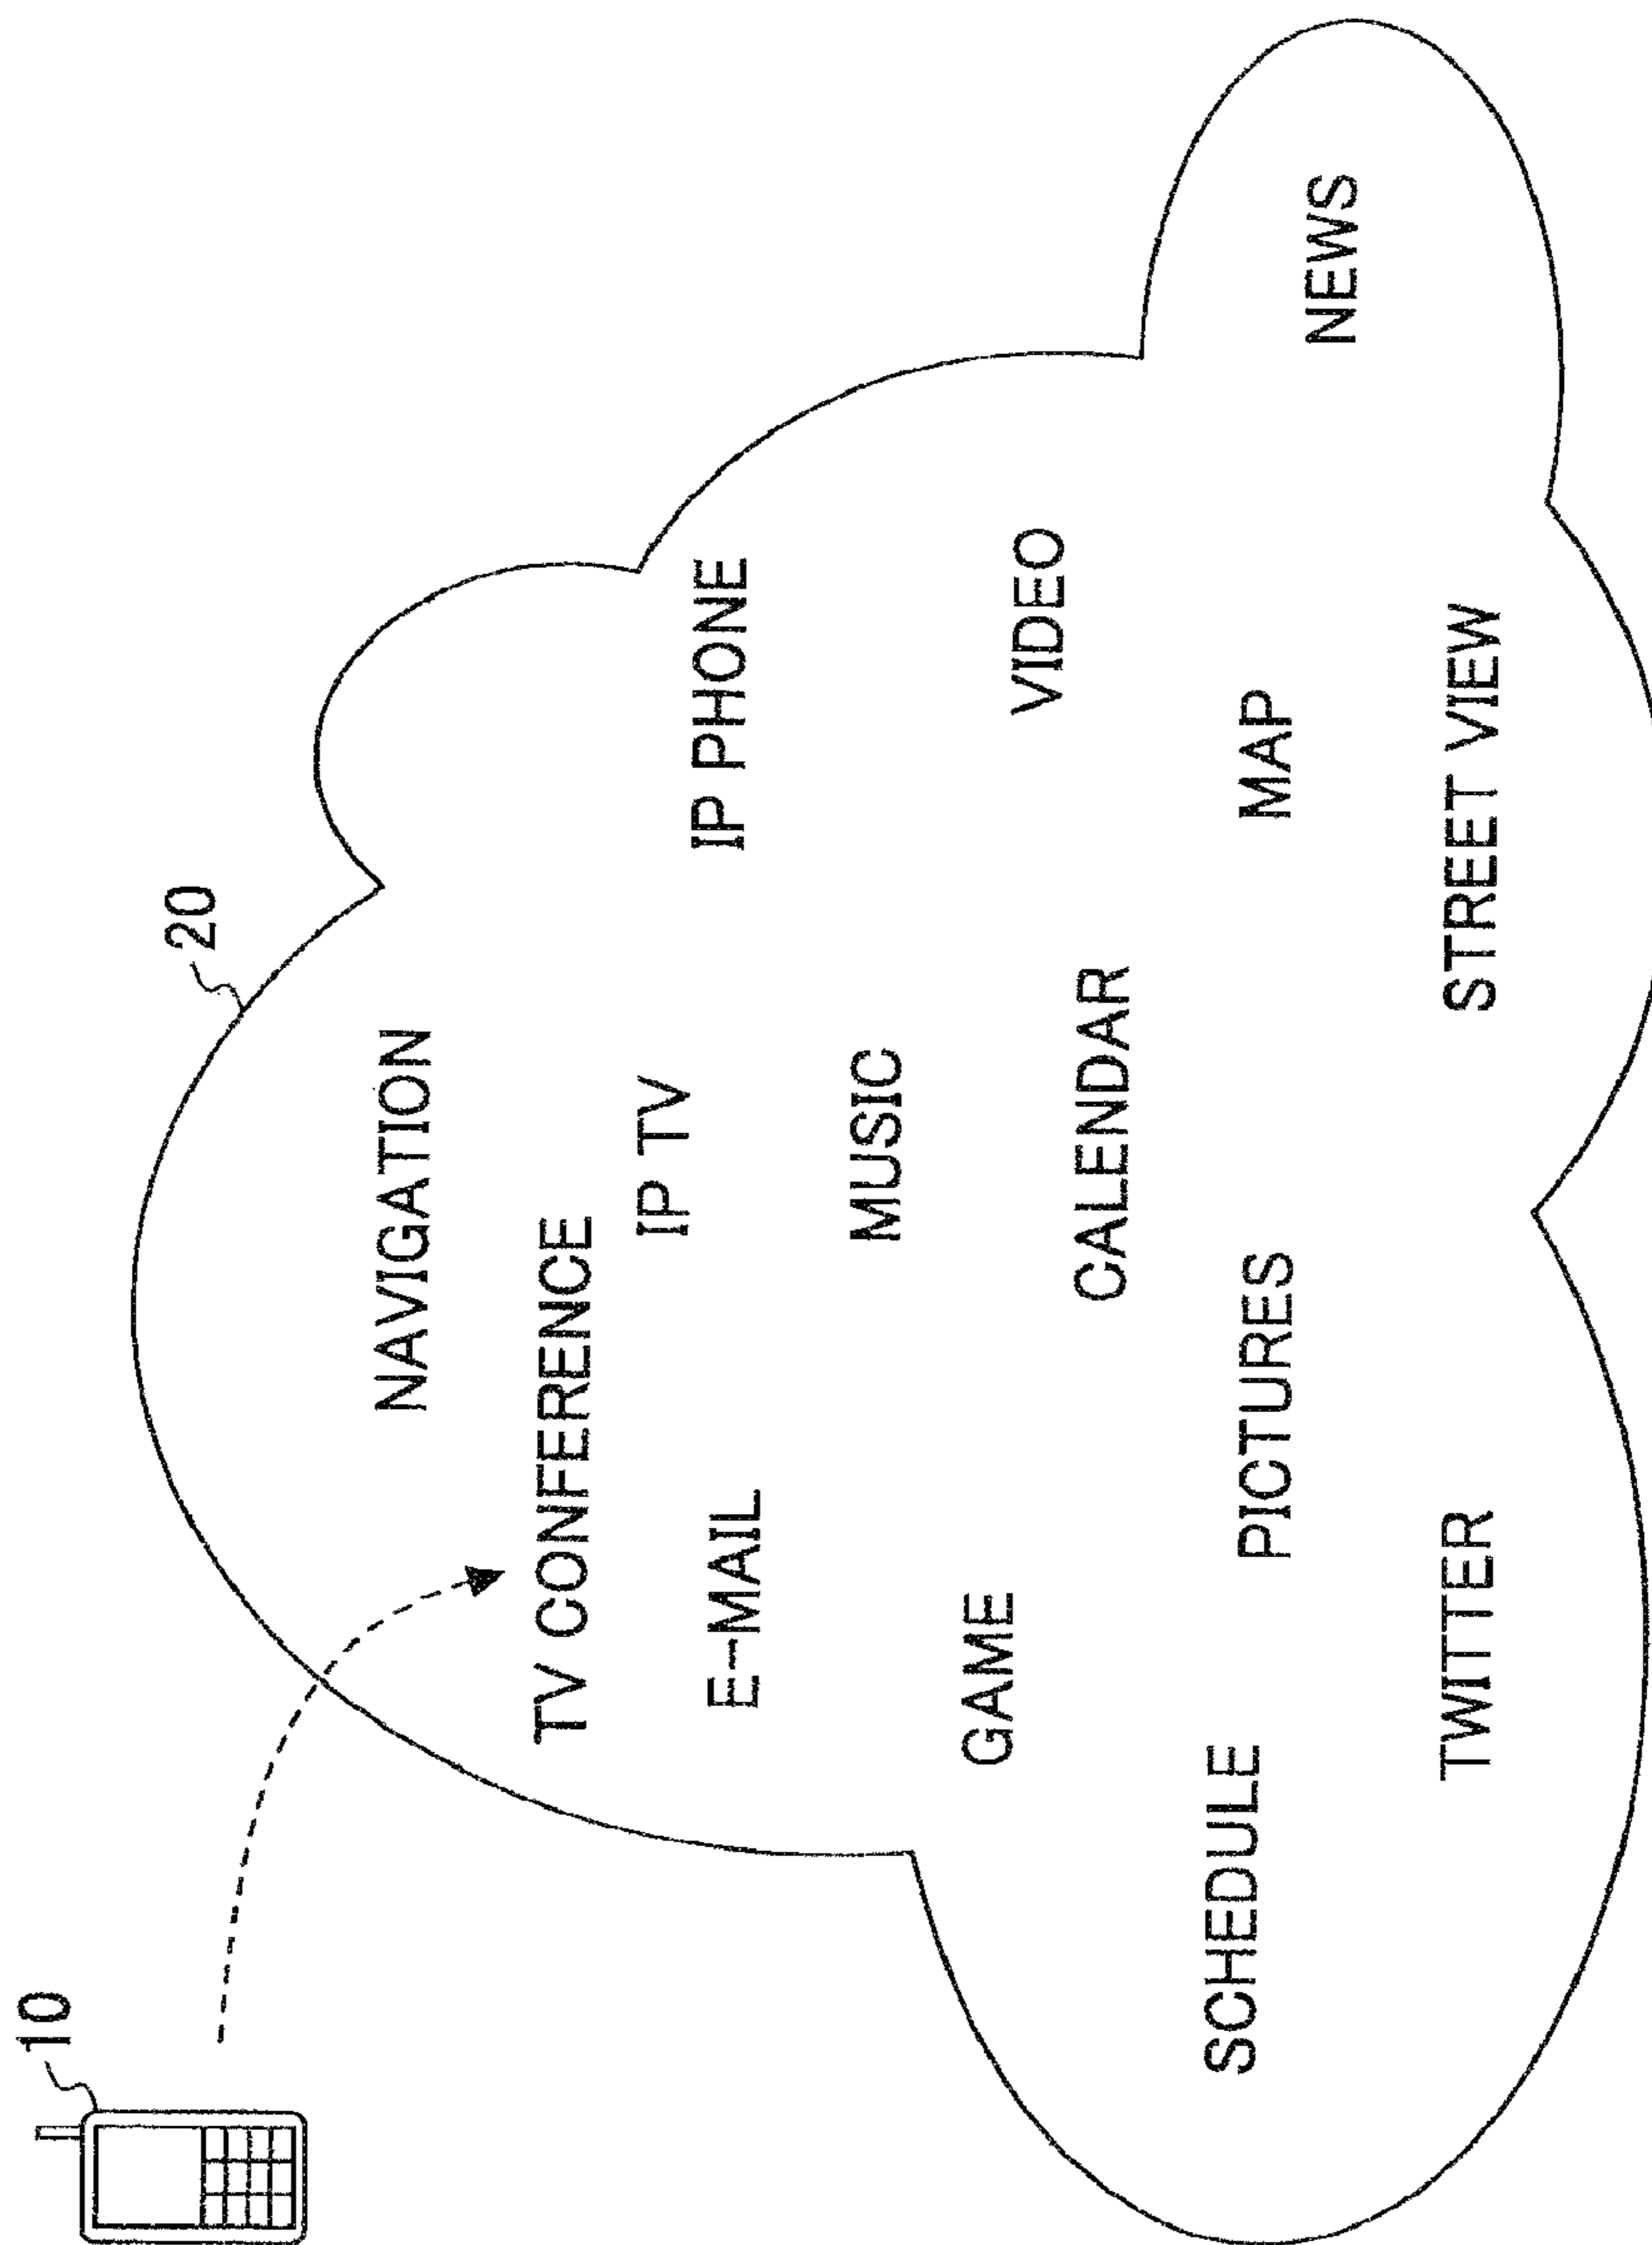 10
20
NAVIGATION
TV CONFERENCE
IP TV
E-MAIL
IP PHONE
MUSIC
GAME
VIDEO
CALENDAR
SCHEDULE
PICTURES
MAP
NEWS
TWITTER
STREET VIEW